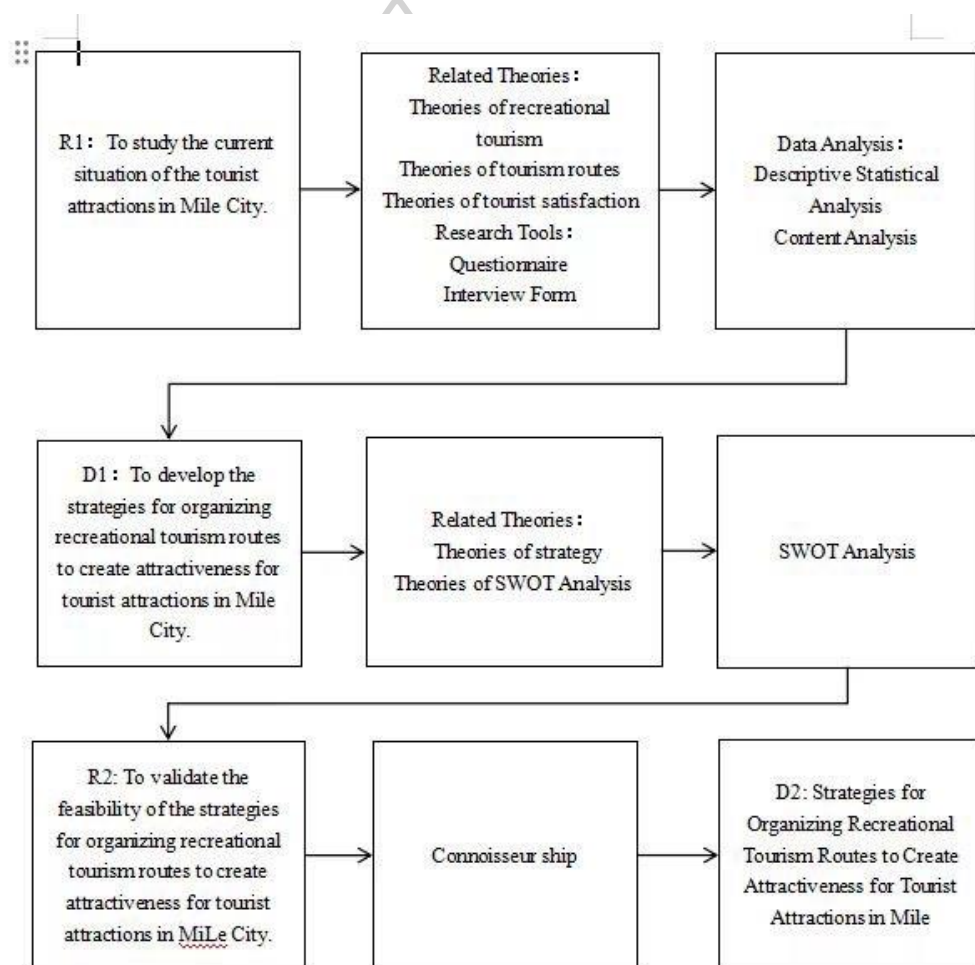 R1：To study the current
situation of the tourist
attractions in Mile City.
Related Theories：
Theories of recreational
tourism
Theories of tourism routes
Theories of tourist satisfaction
Research Tools：
Questionnaire
Interview Form
Data Analysis：
Descriptive Statistical
Analysis
Content Analysis
D1：To develop the
strategies for organizing
recreational tourism routes
to create attractiveness for
tourist attractions in Mile
City.
Related Theories：
Theories of strategy
Theories of SWOT Analysis
SWOT Analysis
R2: To validate the
feasibility of the strategies
for organizing recreational
tourism routes to create
attractiveness for tourist
attractions in MiLe City.
Connoisseur ship
D2: Strategies for
Organizing Recreational
Tourism Routes to Create
Attractiveness for Tourist
Attractions in Mile